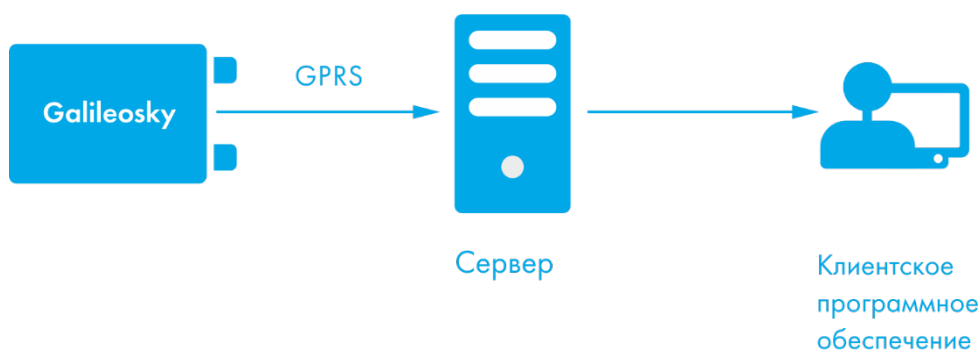 Galileosky
GPRS
Сервер
Клиентское
программное
обеспечение